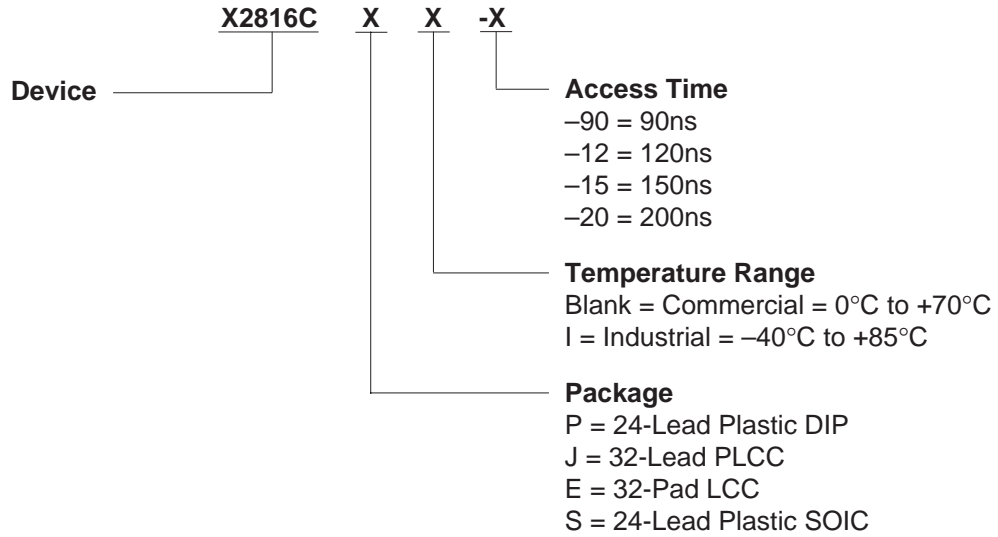 X2816C X X -X
Device
Access Time
–90 = 90ns
–12 = 120ns
–15 = 150ns
–20 = 200ns
Temperature Range
Blank = Commercial = 0°C to +70°C
I = Industrial = –40°C to +85°C
Package
P = 24-Lead Plastic DIP
J = 32-Lead PLCC
E = 32-Pad LCC
S = 24-Lead Plastic SOIC